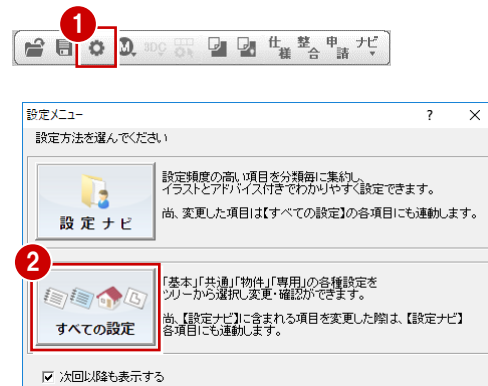 1
3DC 仕様 整合 申請 ナビ
設定メニュー ? ×
設定方法を選んでください
設定ナビ
設定頻度の高い項目を分類毎に集約し、
イラストとアドバイス付きでわかりやすく設定できます。
尚、変更した項目は【すべての設定】の各項目にも連動します。
2
すべての設定
「基本」「共通」「物件」「専用」の各種設定を
ツリーから選択し変更・確認ができます。
尚、【設定ナビ】に含まれる項目を変更した際は、【設定ナビ】
各項目にも連動します。
次回以降も表示する